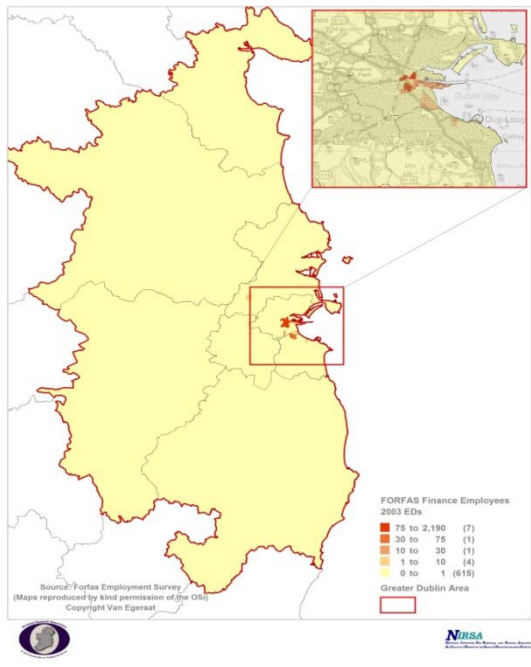 Dublin Bay
FORFAS Finance Employees
2003 EDs
75 to 2,190 (7)
30 to 75 (1)
10 to 30 (1)
1 to 10 (4)
0 to 1 (615)
Greater Dublin Area
Source: Forfas Employment Survey
(Maps reproduced by kind permission of the OSi)
Copyright Van Egeraat
NIRSA